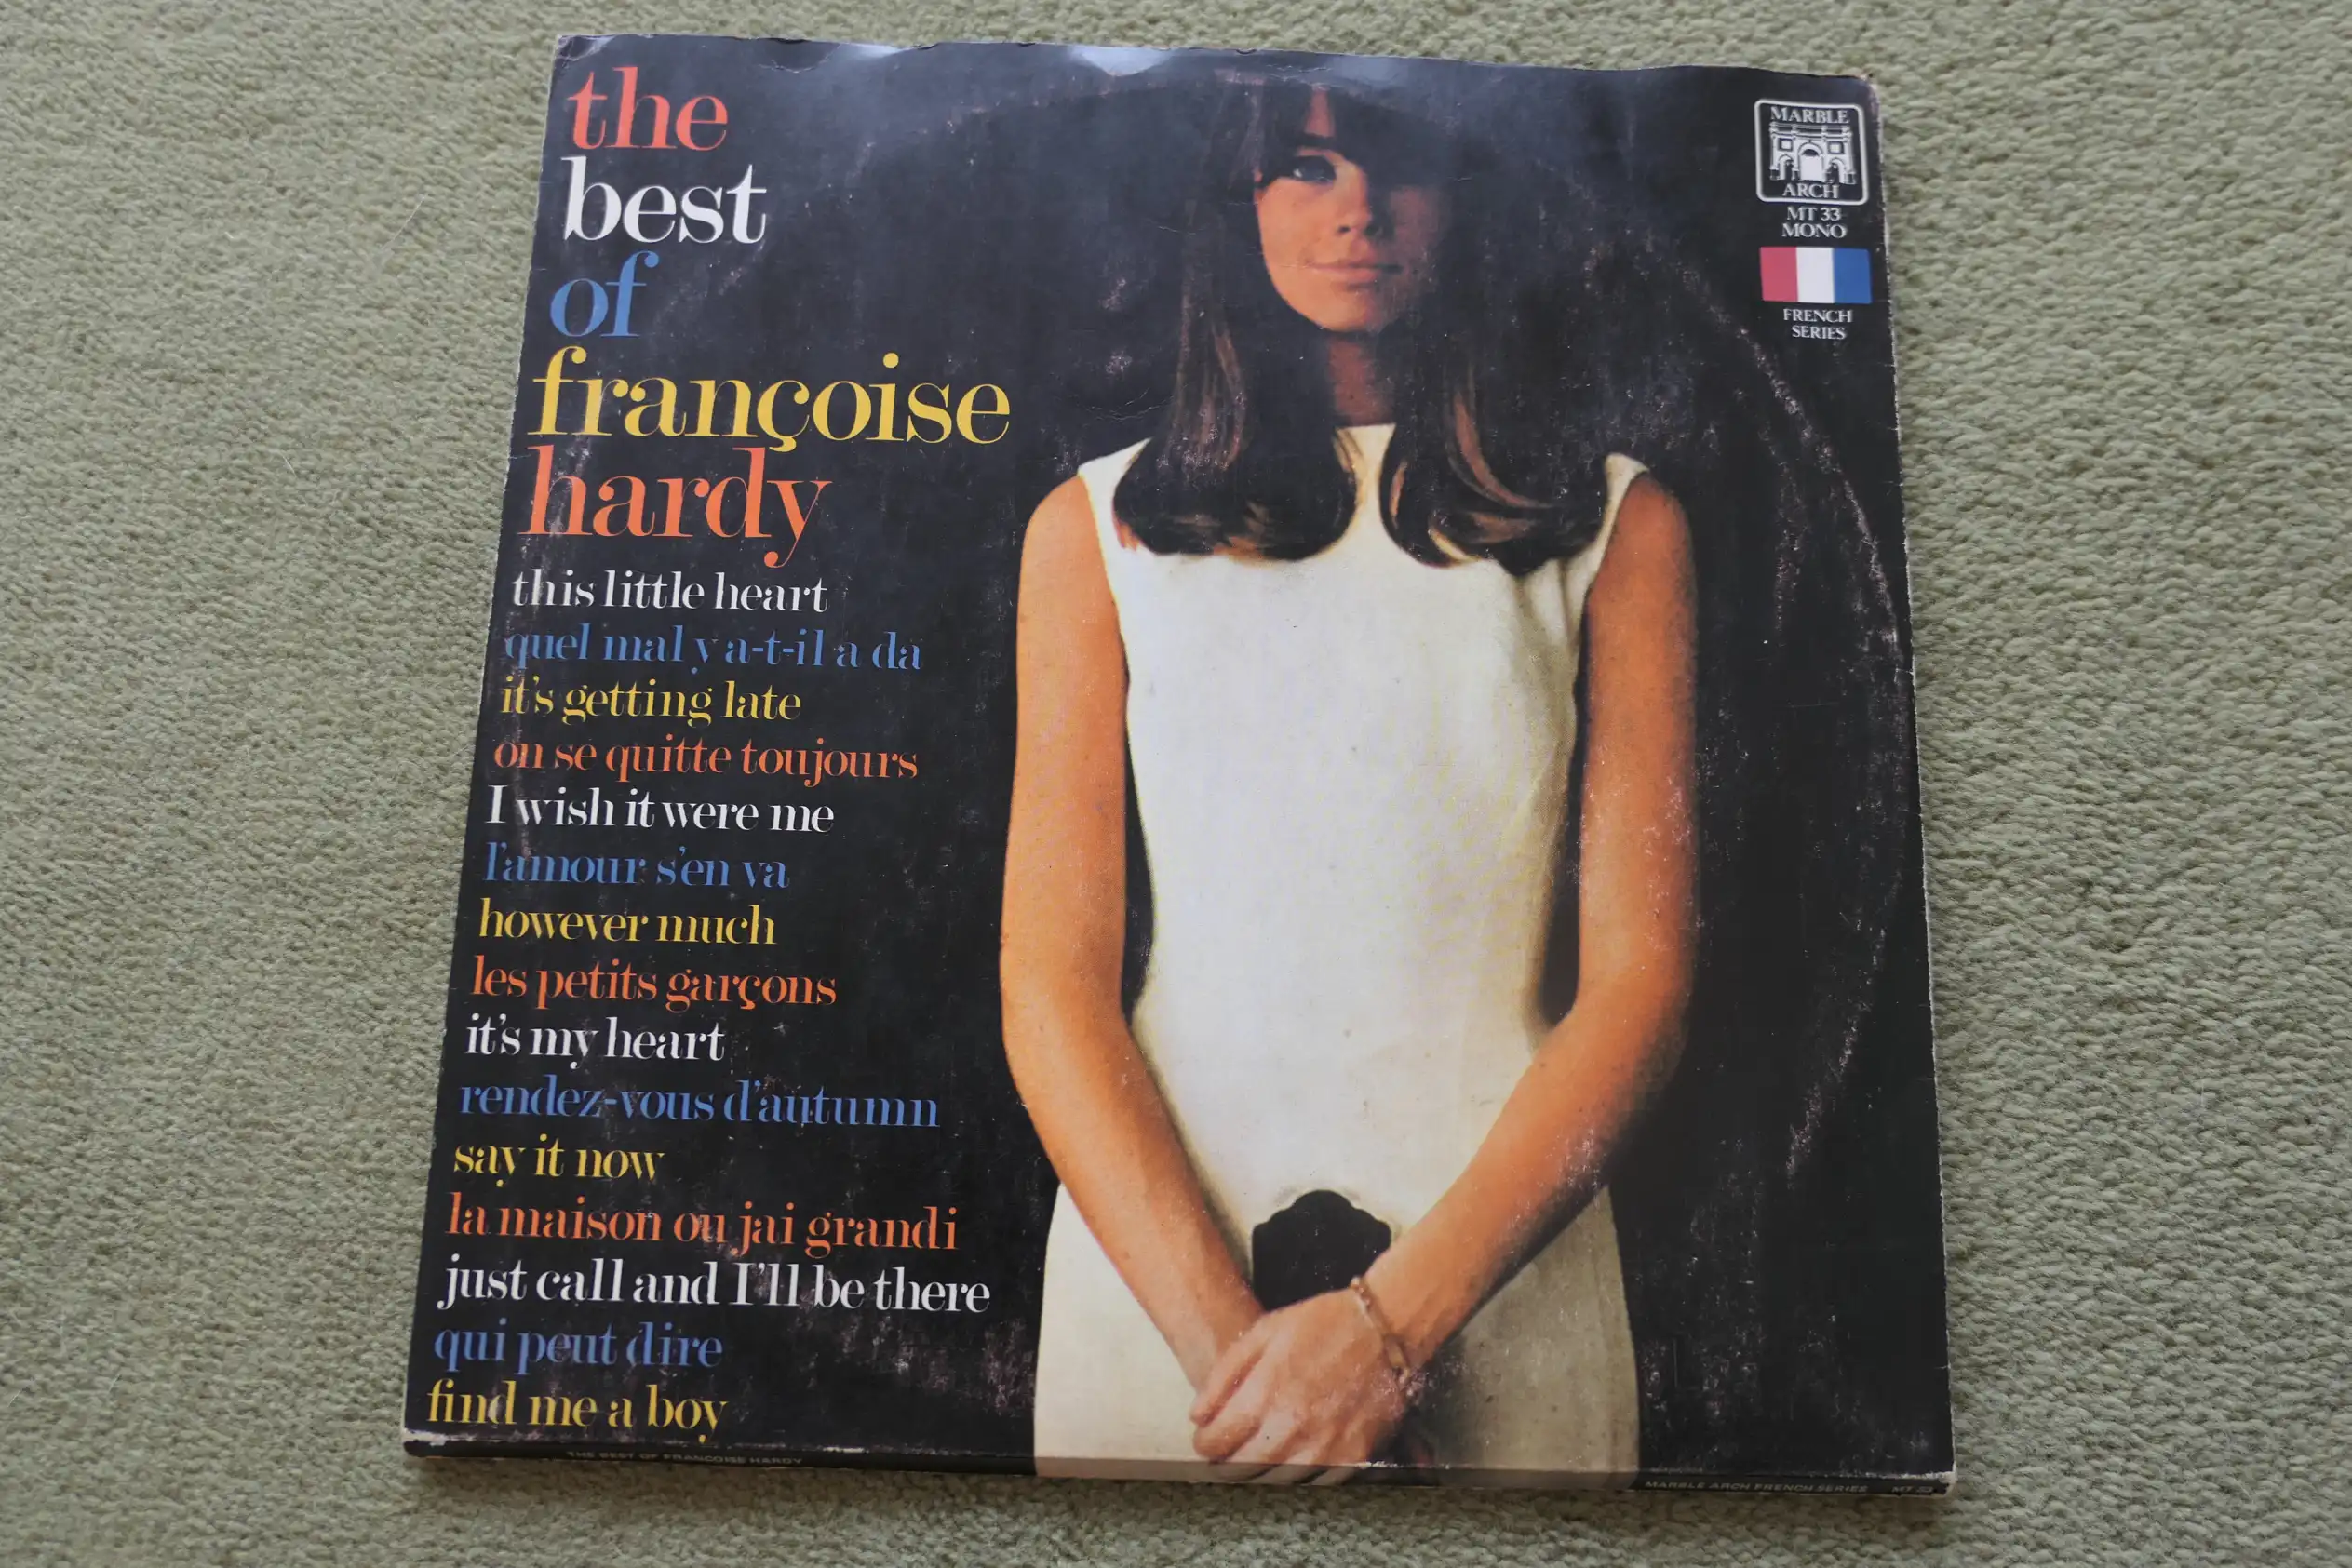 the
best
of
françoise
hardy
this little heart
quel mal y a-t-il a da
it's getting late
on se quitte toujours
I wish it were me
l'amour s'en va
however much
les petits garçons
it's my heart
rendez-vous d'autumn
say it now
la maison ou jai grandi
just call and I'll be there
qui peut dire
find me a boy
MARBLE
ARCH
MT 33
MONO
FRENCH
SERIES
THE BEST OF FRANCOISE HARDY
MARBLE ARCH FRENCH SERIES MT 33